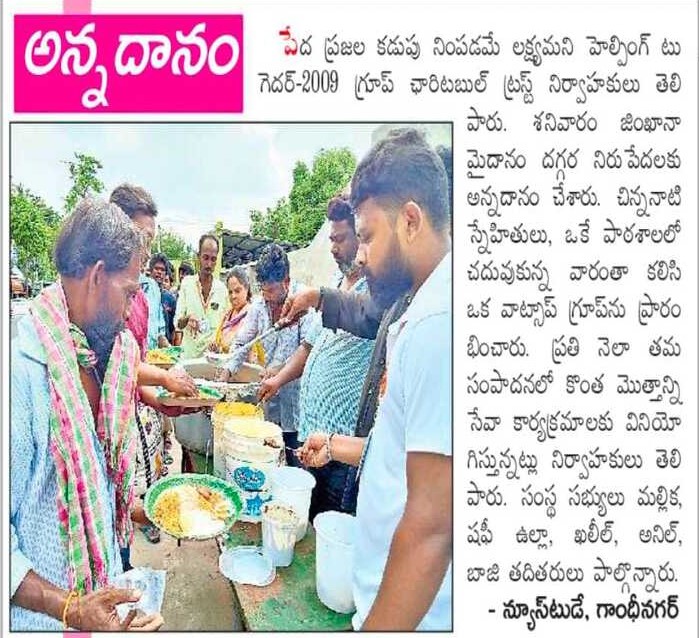 అన్నదానం
పేద ప్రజల కడుపు నింపడమే లక్ష్యమని హెల్పింగ్ టు
గెదర్-2009 గ్రూప్ ఛారిటబుల్ ట్రస్ట్ నిర్వాహకులు తెలి
పారు. శనివారం జింఖానా
మైదానం దగ్గర నిరుపేదలకు
అన్నదానం చేశారు. చిన్ననాటి
స్నేహితులు, ఒకే పాఠశాలలో
చదువుకున్న వారంతా కలిసి
ఒక వాట్సాప్ గ్రూప్‌ను ప్రారం
భించారు. ప్రతి నెలా తమ
సంపాదనలో కొంత మొత్తాన్ని
సేవా కార్యక్రమాలకు వినియో
గిస్తున్నట్లు నిర్వాహకులు తెలి
పారు. సంస్థ సభ్యులు మల్లిక,
షఫీ ఉల్లా, ఖలీల్, అనిల్,
బాజి తదితరులు పాల్గొన్నారు.
- న్యూస్‌టుడే, గాంధీనగర్